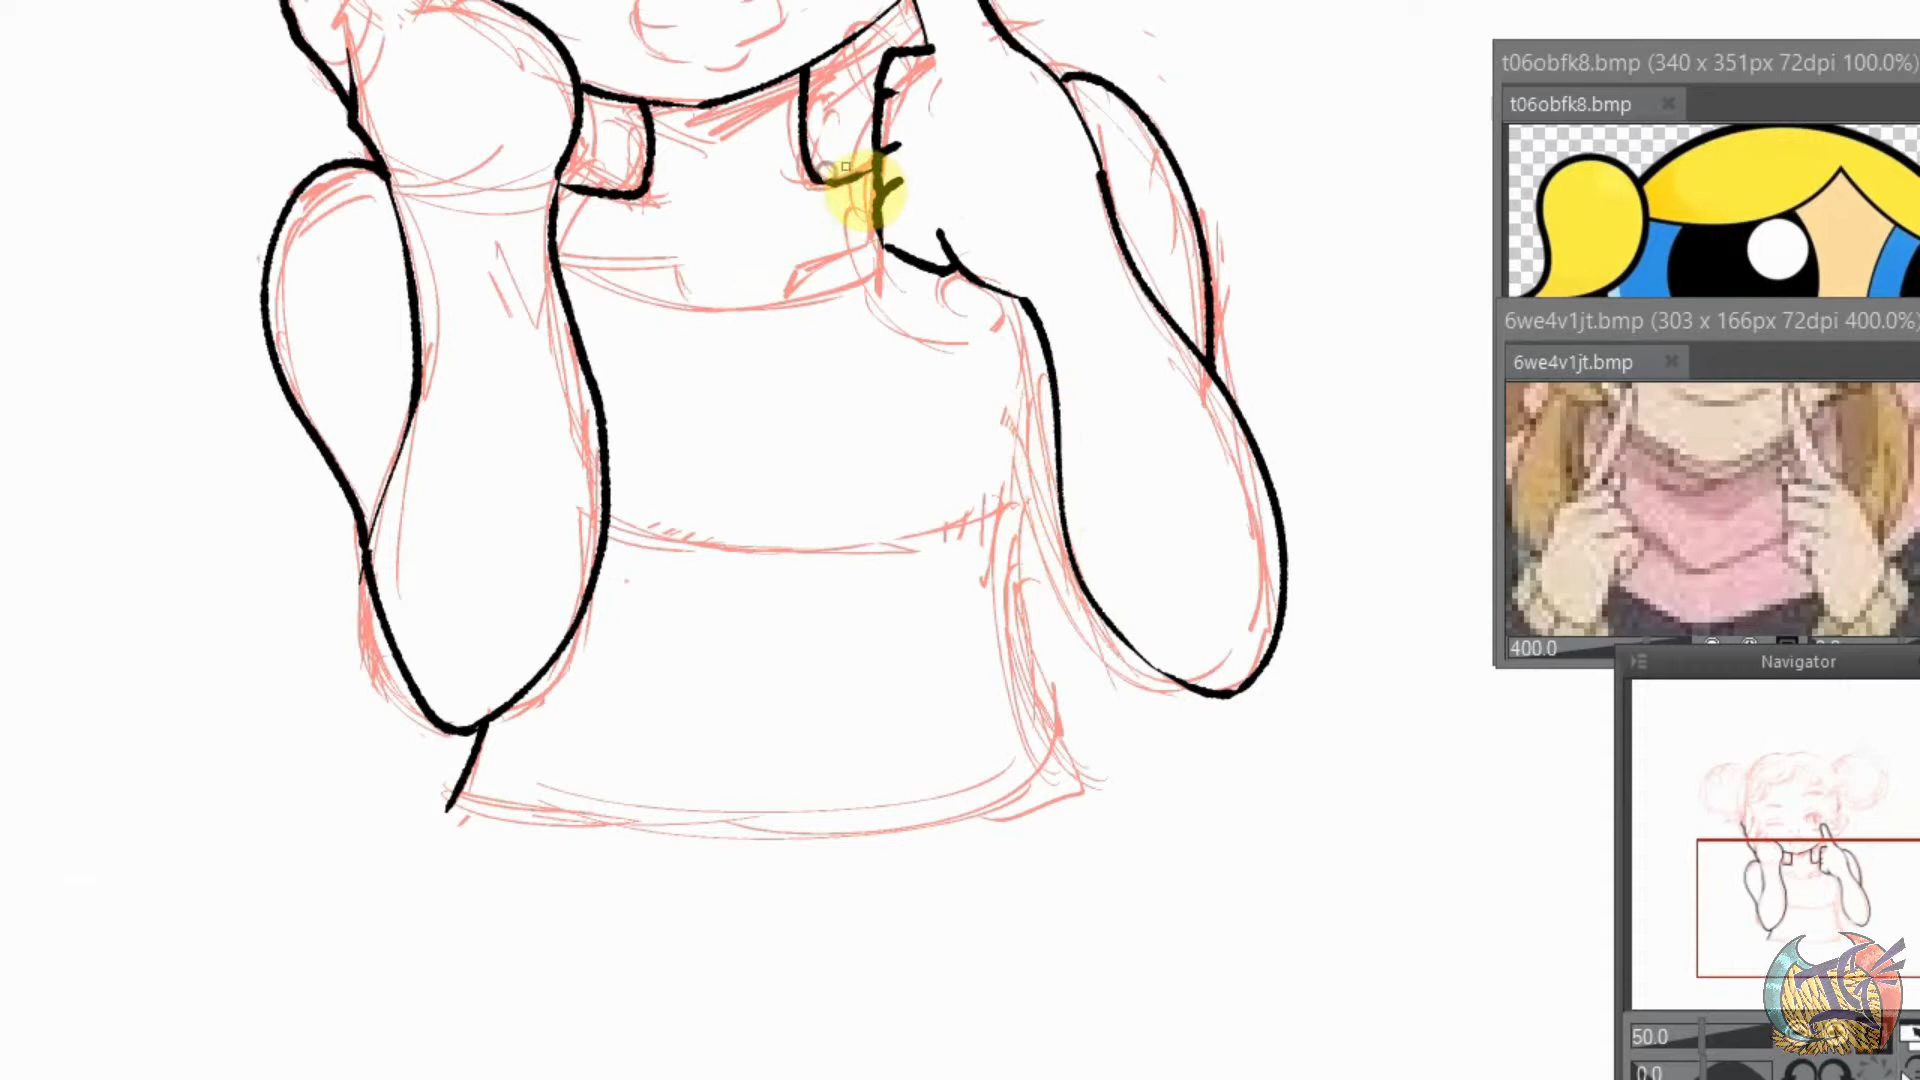 t06obfk8.bmp (340 x 351px 72dpi 100.0%)
t06obfk8.bmp
6we4v1jt.bmp (303 x 166px 72dpi 400.0%)
6we4v1jt.bmp
400.0
Navigator
50.0
0.0